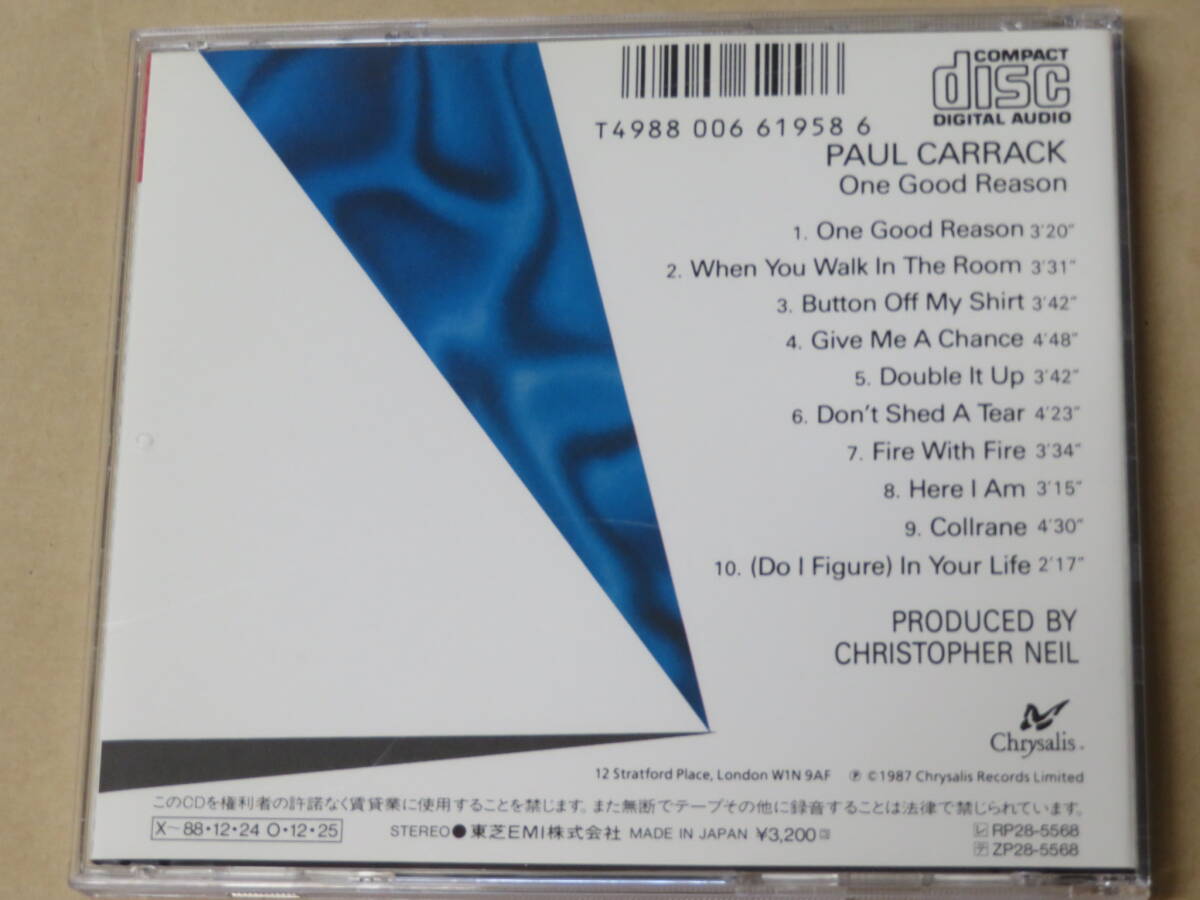 T4988 006 61958 6
COMPACT
disc
DIGITAL AUDIO
PAUL CARRACK
One Good Reason
1. One Good Reason 3'20"
2. When You Walk In The Room 3'31"
3. Button Off My Shirt 3'42"
4. Give Me A Chance 4'48"
5. Double It Up 3'42"
6. Don't Shed A Tear 4'23"
7. Fire With Fire 3'34"
8. Here I Am 3'15"
9. Collrane 4'30"
10. (Do I Figure) In Your Life 2'17"
PRODUCED BY
CHRISTOPHER NEIL
Chrysalis
12 Stratford Place, London W1N 9AF ℗ ©1987 Chrysalis Records Limited
このCDを権利者の許諾なく賃貸業に使用することを禁じます。また無断でテープその他に録音することは法律で禁じられています。
X〜88・12・24 O・12・25
STEREO●東芝EMI株式会社 MADE IN JAPAN ¥3,200
RP28-5568
ZP28-5568